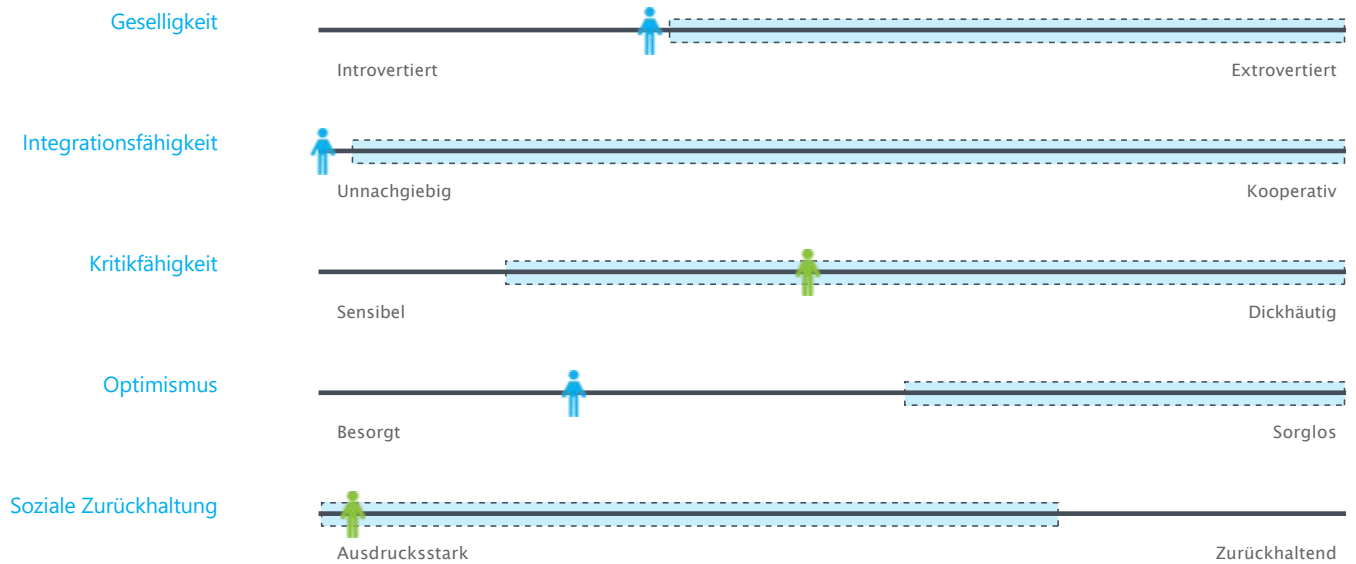 Geselligkeit
Introvertiert Extrovertiert
Integrationsfähigkeit
Unnachgiebig Kooperativ
Kritikfähigkeit
Sensibel Dickhäutig
Optimismus
Besorgt Sorglos
Soziale Zurückhaltung
Ausdrucksstark Zurückhaltend